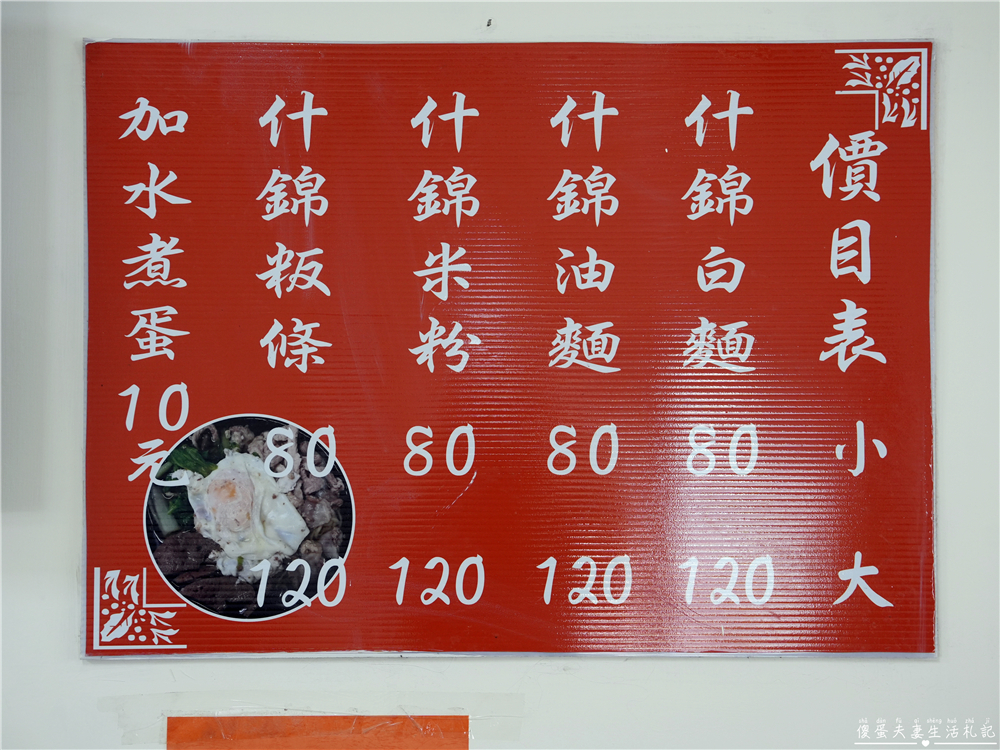 價目表 小 大
什錦白麵 80 120
什錦油麵 80 120
什錦米粉 80 120
什錦粄條 80 120
加水煮蛋10元
傻蛋夫妻生活札記